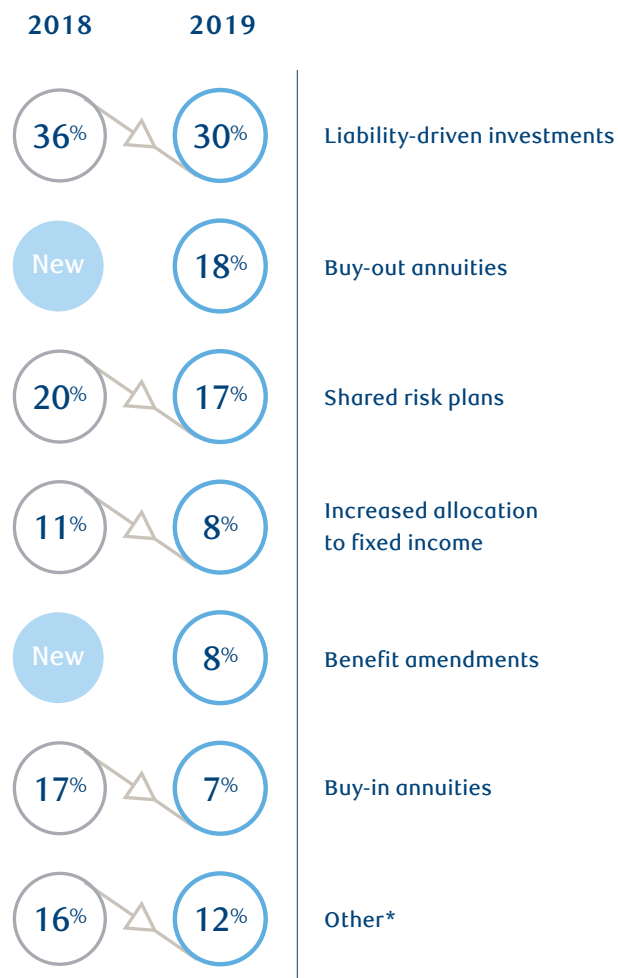 2018 2019
36% 30% Liability-driven investments
New 18% Buy-out annuities
20% 17% Shared risk plans
11% 8% Increased allocation
to fixed income
New 8% Benefit amendments
17% 7% Buy-in annuities
16% 12% Other*